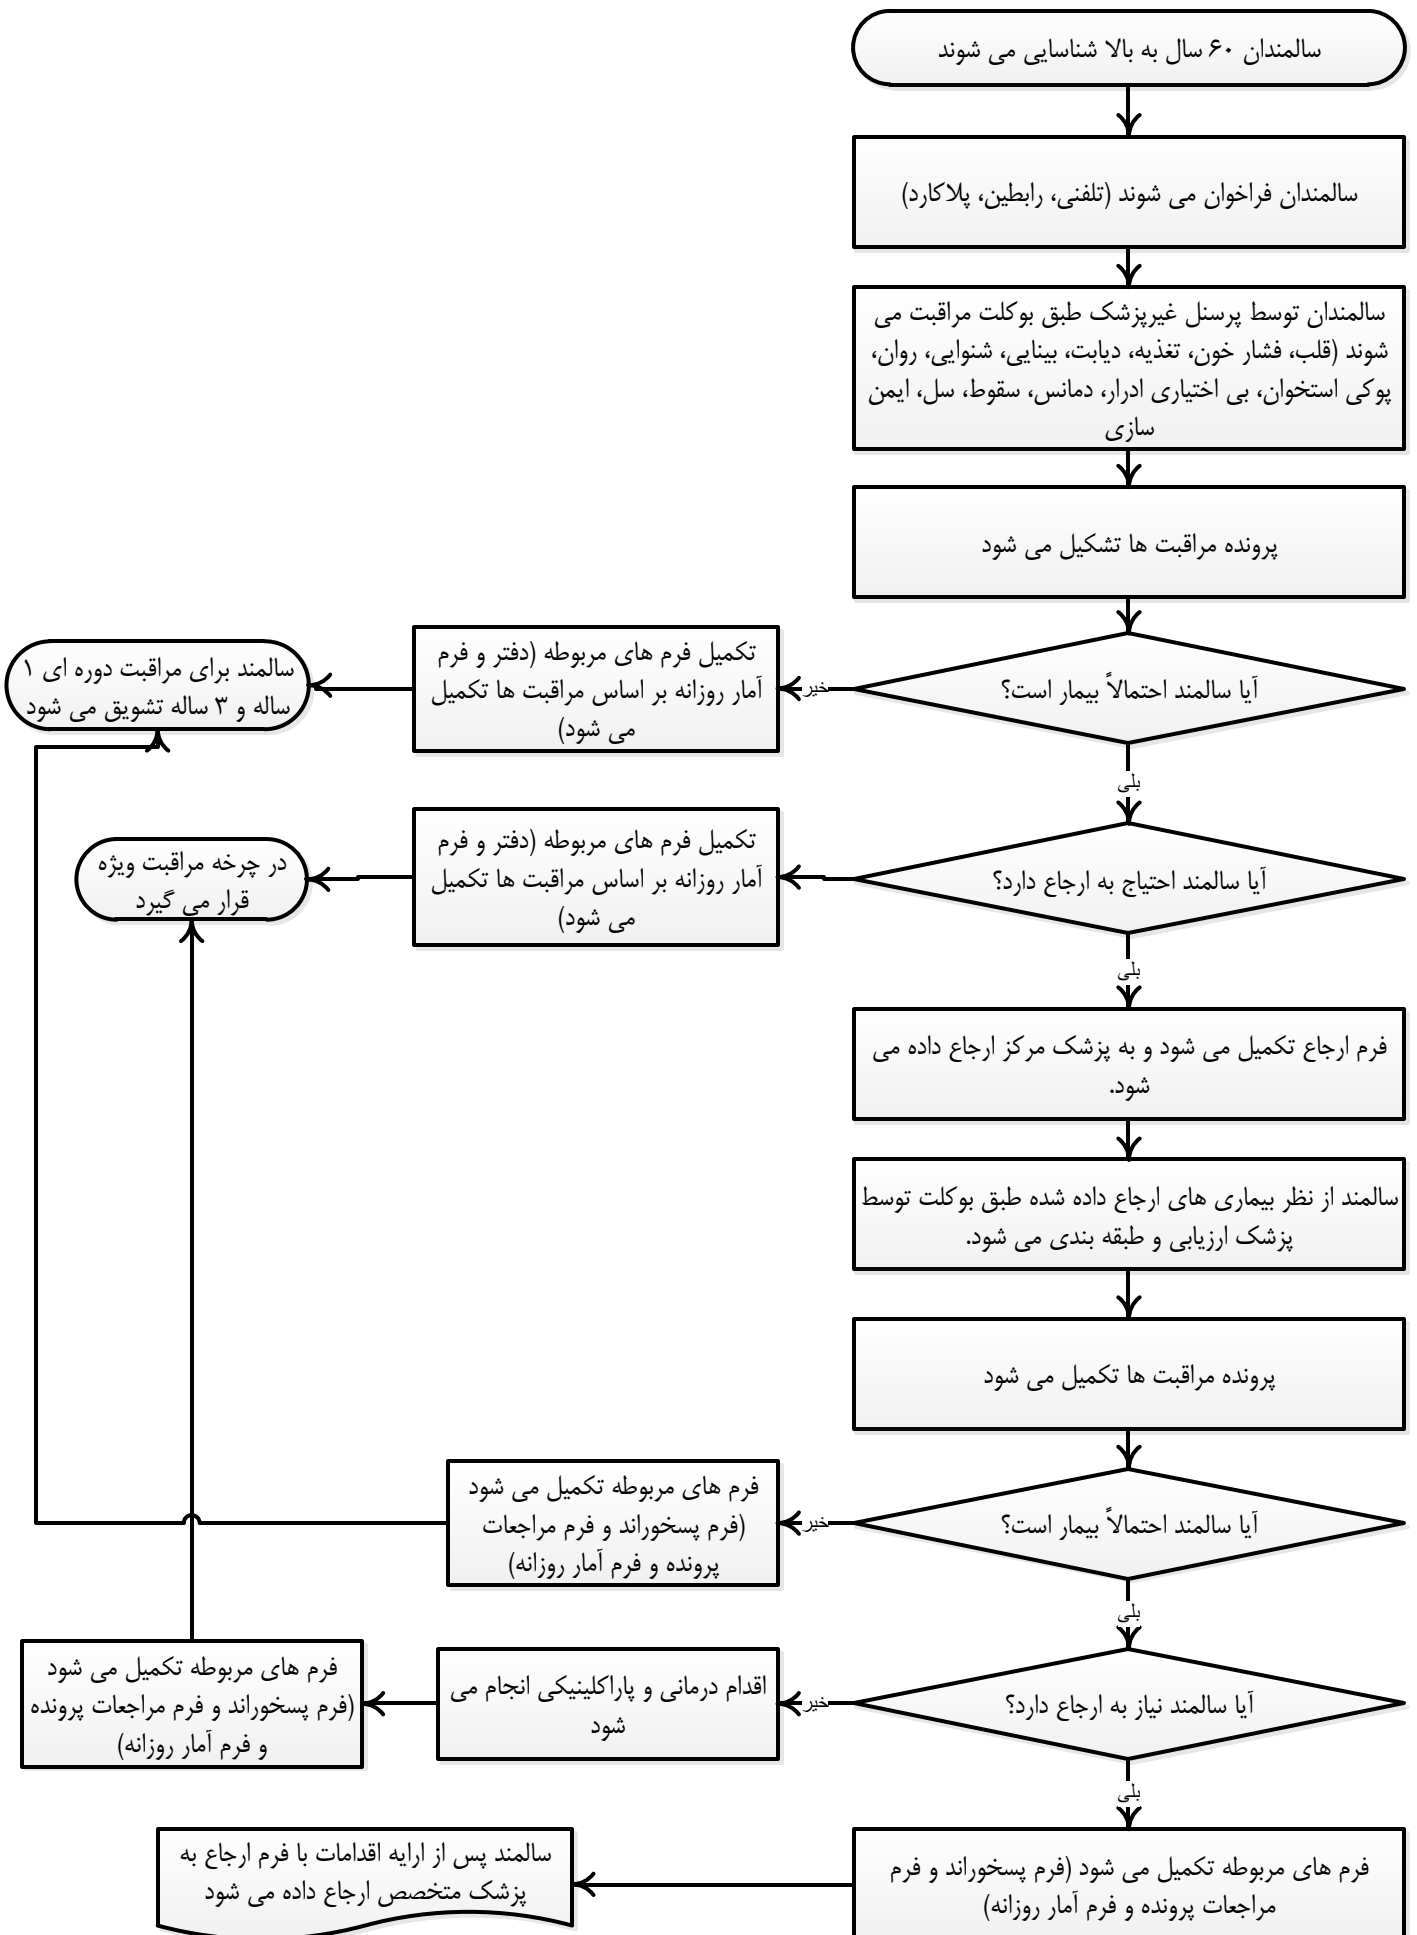 سالمندان ۶۰ سال به بالا شناسایی می شوند
سالمندان فراخوان می شوند (تلفنی، رابطین، پلاکارد)
سالمندان توسط پرسنل غیرپزشک طبق بوکلت مراقبت می
شوند (قلب، فشار خون، تغذیه، دیابت، بینایی، شنوایی، روان،
پوکی استخوان، بی اختیاری ادرار، دمانس، سقوط، سل، ایمن
سازی
پرونده مراقبت ها تشکیل می شود
آیا سالمند احتمالاً بیمار است؟
خیر
تکمیل فرم های مربوطه (دفتر و فرم
آمار روزانه بر اساس مراقبت ها تکمیل
می شود)
سالمند برای مراقبت دوره ای ۱
ساله و ۳ ساله تشویق می شود
بلی
آیا سالمند احتیاج به ارجاع دارد؟
تکمیل فرم های مربوطه (دفتر و فرم
آمار روزانه بر اساس مراقبت ها تکمیل
می شود)
در چرخه مراقبت ویژه
قرار می گیرد
بلی
فرم ارجاع تکمیل می شود و به پزشک مرکز ارجاع داده می
شود.
سالمند از نظر بیماری های ارجاع داده شده طبق بوکلت توسط
پزشک ارزیابی و طبقه بندی می شود.
پرونده مراقبت ها تکمیل می شود
آیا سالمند احتمالاً بیمار است؟
خیر
فرم های مربوطه تکمیل می شود
(فرم پسخوراند و فرم مراجعات
پرونده و فرم آمار روزانه)
بلی
آیا سالمند نیاز به ارجاع دارد؟
خیر
اقدام درمانی و پاراکلینیکی انجام می
شود
فرم های مربوطه تکمیل می شود
(فرم پسخوراند و فرم مراجعات پرونده
و فرم آمار روزانه)
بلی
فرم های مربوطه تکمیل می شود (فرم پسخوراند و فرم
مراجعات پرونده و فرم آمار روزانه)
سالمند پس از ارایه اقدامات با فرم ارجاع به
پزشک متخصص ارجاع داده می شود